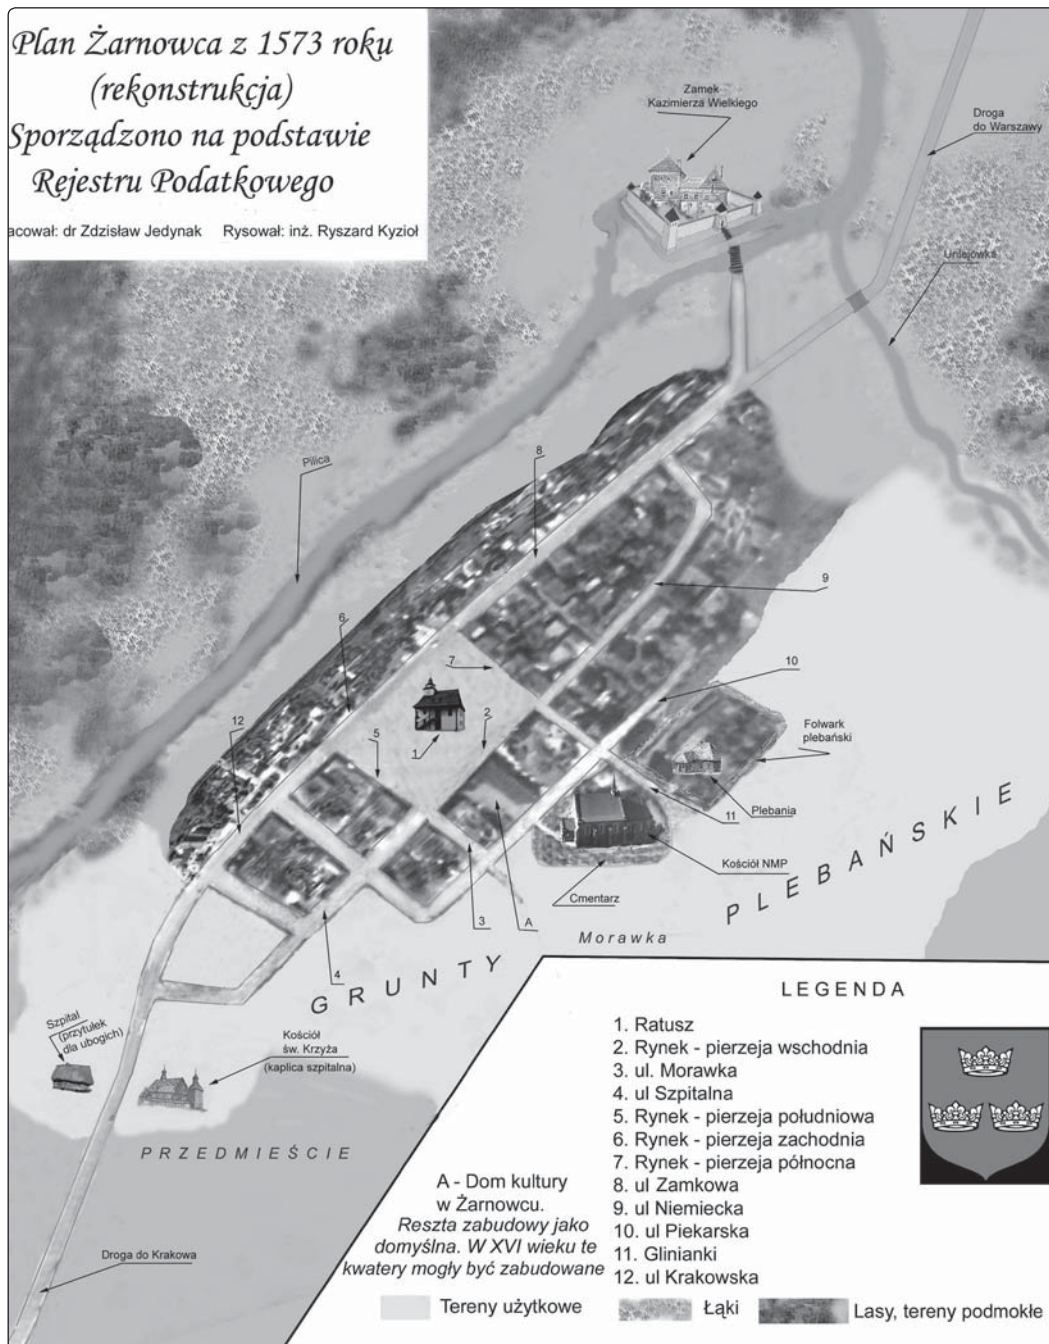 Plan Żarnowca z 1573 roku
(rekonstrukcja)
Sporządzono na podstawie
Rejestru Podatkowego
acował: dr Zdzisław Jedynak Rysował: inż. Ryszard Kyzioł
Zamek
Kazimierza Wielkiego
Droga
do Warszawy
Uniejówka
Pilica
8
9
6
7
10
2
12
5
1
Folwark
plebański
Plebania
11
Kościół NMP
Cmentarz
3
A
4
Morawka
GRUNTY PLEBAŃSKIE
Szpital
(przytułek
dla ubogich)
Kościół
św. Krzyża
(kaplica szpitalna)
PRZEDMIEŚCIE
Droga do Krakowa
LEGENDA
1. Ratusz
2. Rynek - pierzeja wschodnia
3. ul. Morawka
4. ul Szpitalna
5. Rynek - pierzeja południowa
6. Rynek - pierzeja zachodnia
7. Rynek - pierzeja północna
8. ul Zamkowa
9. ul Niemiecka
10. ul Piekarska
11. Glinianki
12. ul Krakowska
A - Dom kultury
w Żarnowcu.
Reszta zabudowy jako
domyślna. W XVI wieku te
kwatery mogły być zabudowane
Tereny użytkowe
Łąki
Lasy, tereny podmokłe